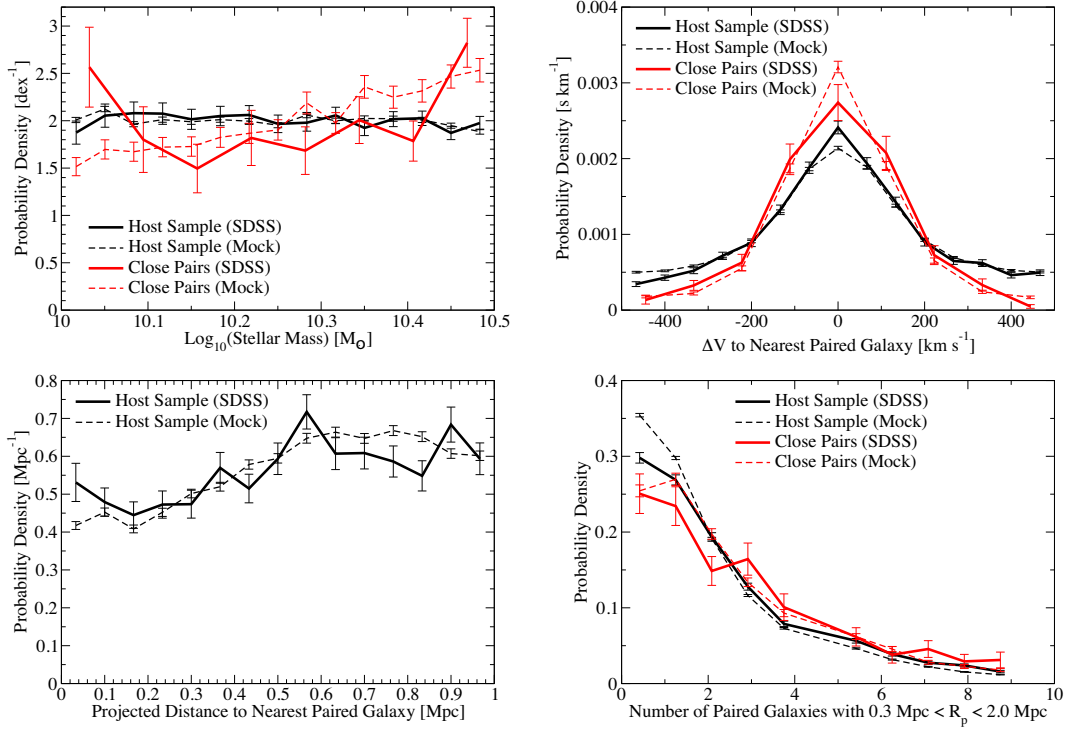 Probability Density [dex⁻¹]
3
2.5
2
1.5
1
0.5
0
Host Sample (SDSS)
Host Sample (Mock)
Close Pairs (SDSS)
Close Pairs (Mock)
10 10.1 10.2 10.3 10.4 10.5
Log₁₀(Stellar Mass) [M⊙]
Probability Density [s km⁻¹]
0.004
0.003
0.002
0.001
0
Host Sample (SDSS)
Host Sample (Mock)
Close Pairs (SDSS)
Close Pairs (Mock)
-400 -200 0 200 400
ΔV to Nearest Paired Galaxy [km s⁻¹]
Probability Density [Mpc⁻¹]
0.8
0.7
0.6
0.5
0.4
0.3
0.2
0.1
0
Host Sample (SDSS)
Host Sample (Mock)
0 0.1 0.2 0.3 0.4 0.5 0.6 0.7 0.8 0.9 1
Projected Distance to Nearest Paired Galaxy [Mpc]
Probability Density
0.4
0.3
0.2
0.1
0
Host Sample (SDSS)
Host Sample (Mock)
Close Pairs (SDSS)
Close Pairs (Mock)
0 2 4 6 8 10
Number of Paired Galaxies with 0.3 Mpc < Rₚ < 2.0 Mpc